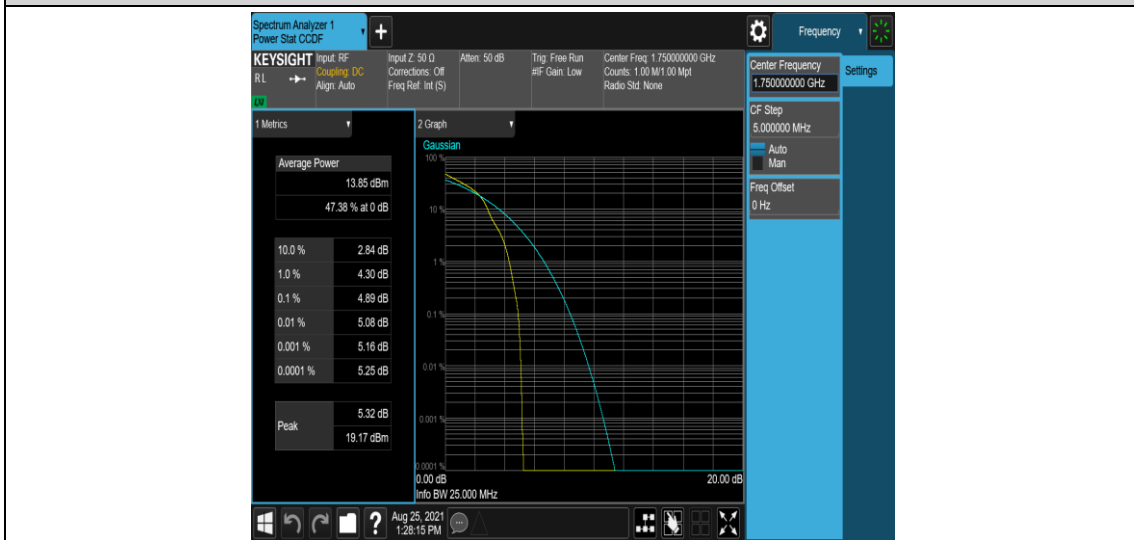 Spectrum Analyzer 1
Power Stat CCDF
+
Frequency
KEYSIGHT
RL
LXI
Input: RF
Coupling: DC
Align: Auto
Input Z: 50 Ω
Corrections: Off
Freq Ref: Int (S)
Atten: 50 dB
Trig: Free Run
#IF Gain: Low
Center Freq: 1.750000000 GHz
Counts: 1.00 M/1.00 Mpt
Radio Std: None
Center Frequency
1.750000000 GHz
Settings
CF Step
5.000000 MHz
Auto
Man
Freq Offset
0 Hz
1 Metrics
Average Power
13.85 dBm
47.38 % at 0 dB
10.0 % 2.84 dB
1.0 % 4.30 dB
0.1 % 4.89 dB
0.01 % 5.08 dB
0.001 % 5.16 dB
0.0001 % 5.25 dB
Peak 5.32 dB
19.17 dBm
2 Graph
Gaussian
100 %
10 %
1 %
0.1 %
0.01 %
0.001 %
0.0001 %
0.00 dB 20.00 dB
Info BW 25.000 MHz
?
Aug 25, 2021
1:28:15 PM